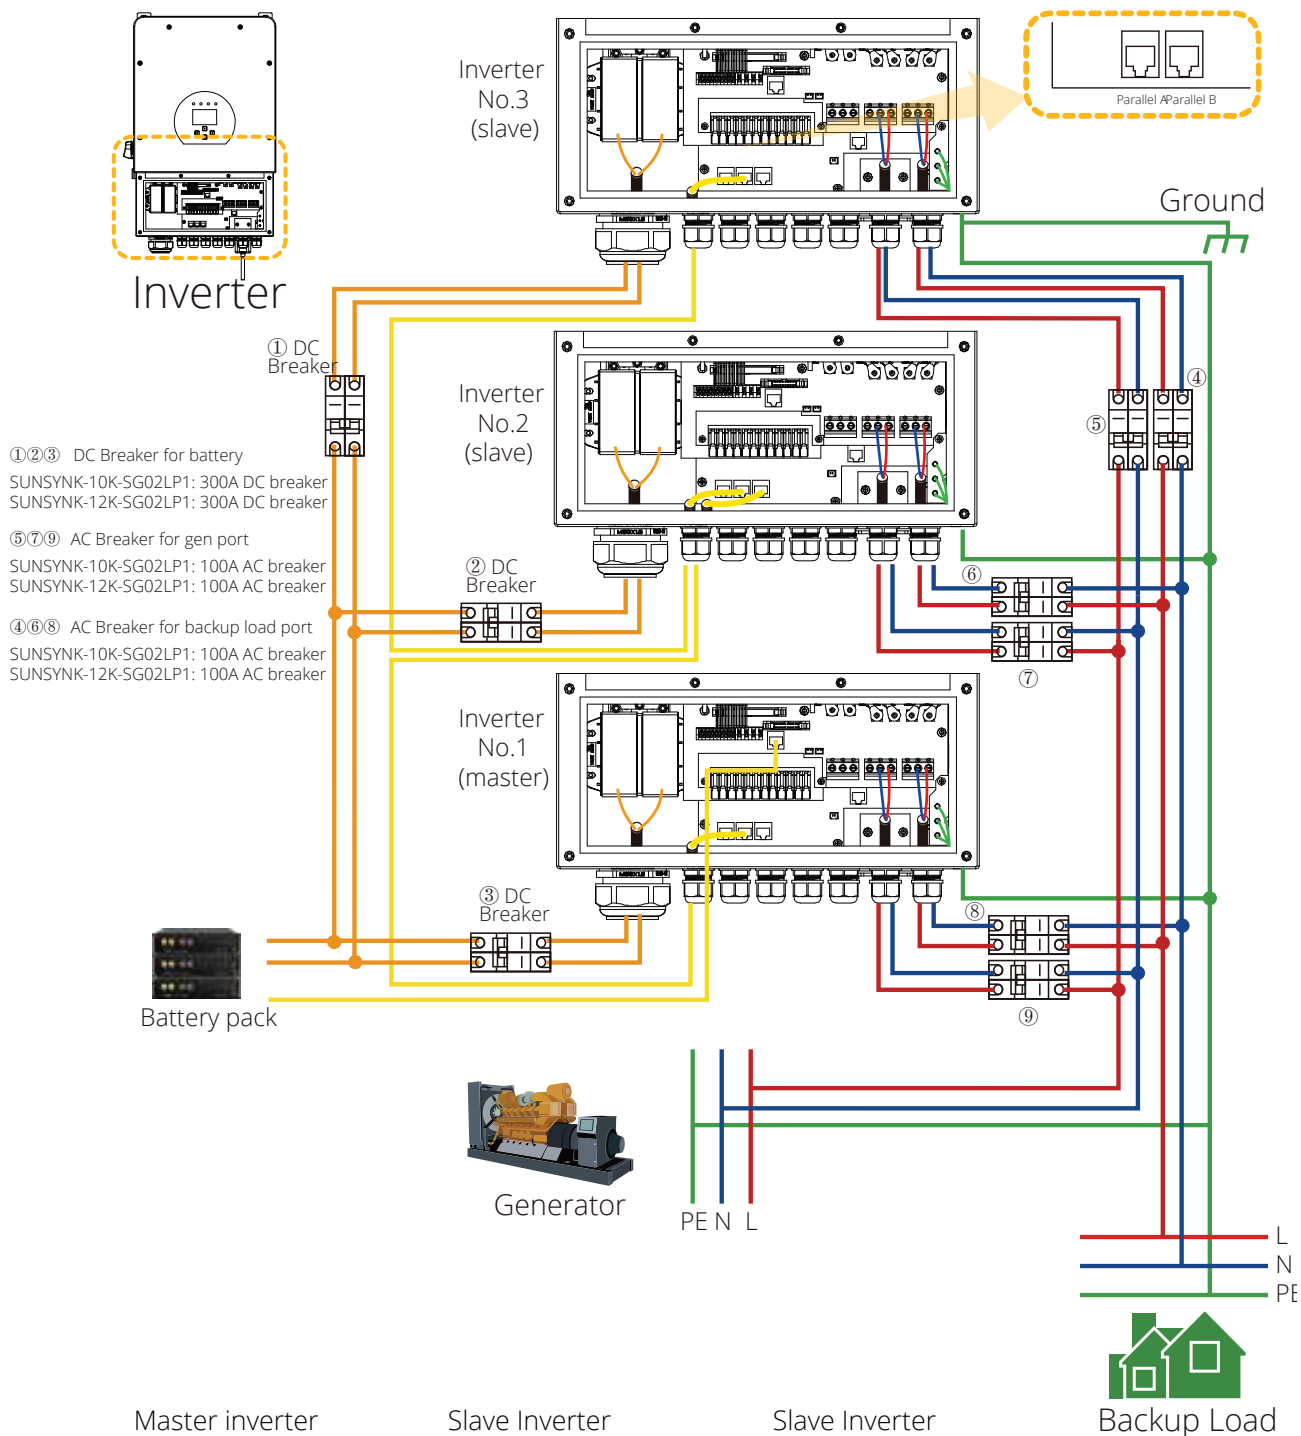 Inverter
No.3
(slave)
Parallel A
Parallel B
Ground
Inverter
① DC
Breaker
Inverter
No.2
(slave)
④
⑤
①②③ DC Breaker for battery
SUNSYNK-10K-SG02LP1: 300A DC breaker
SUNSYNK-12K-SG02LP1: 300A DC breaker
⑤⑦⑨ AC Breaker for gen port
SUNSYNK-10K-SG02LP1: 100A AC breaker
SUNSYNK-12K-SG02LP1: 100A AC breaker
② DC
Breaker
⑥
④⑥⑧ AC Breaker for backup load port
SUNSYNK-10K-SG02LP1: 100A AC breaker
SUNSYNK-12K-SG02LP1: 100A AC breaker
⑦
Inverter
No.1
(master)
③ DC
Breaker
⑧
⑨
Battery pack
Generator
PE N L
L
N
PE
Master inverter
Slave Inverter
Slave Inverter
Backup Load